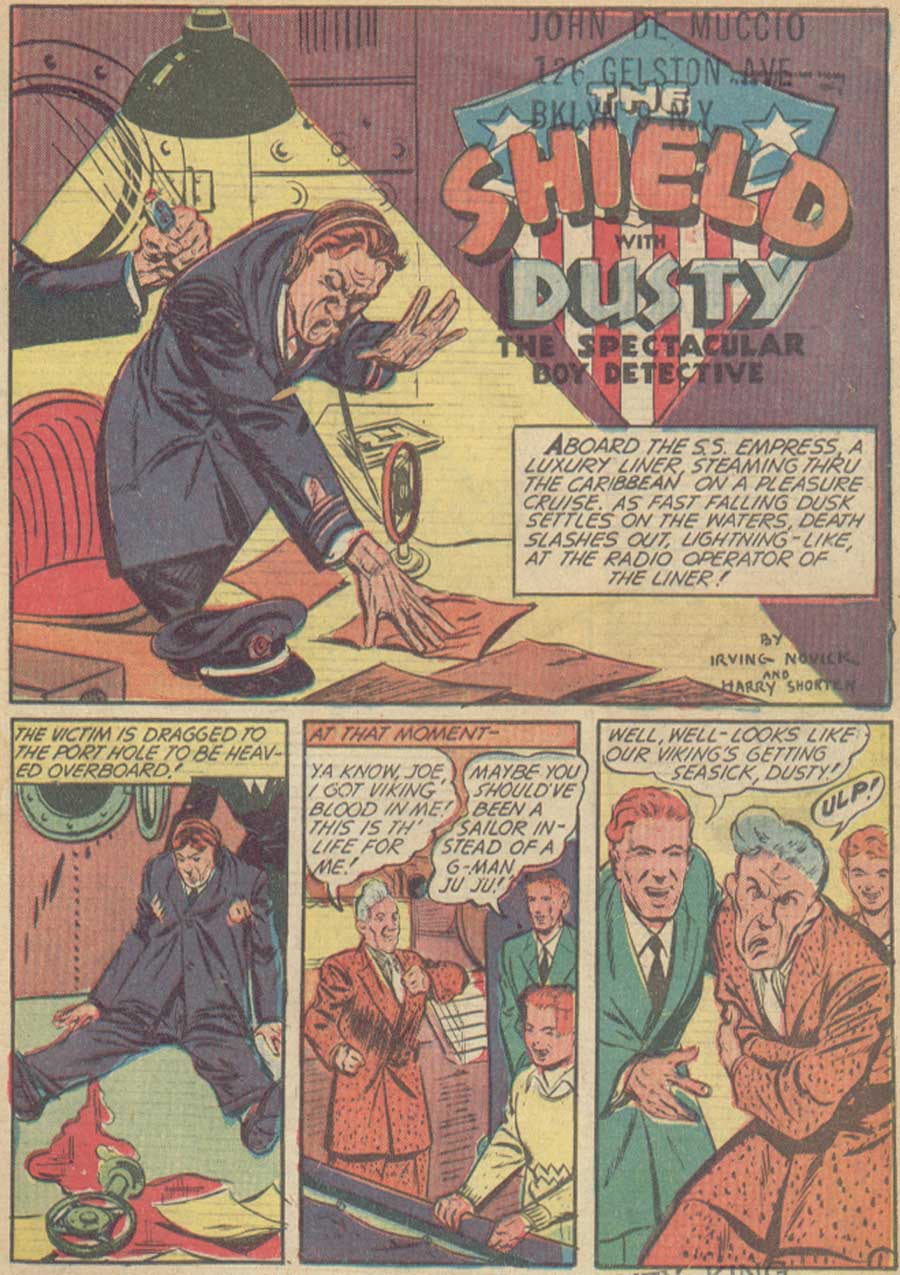 JOHN DE MUCCIO
126 GELSTON AVE
BKLYN 9 N.Y.
THE
SHIELD
WITH
DUSTY
THE SPECTACULAR
BOY DETECTIVE
ABOARD THE S.S. EMPRESS, A
LUXURY LINER, STEAMING THRU
THE CARIBBEAN ON A PLEASURE
CRUISE. AS FAST FALLING DUSK
SETTLES ON THE WATERS, DEATH
SLASHES OUT, LIGHTNING-LIKE,
AT THE RADIO OPERATOR OF
THE LINER!
BY
IRVING NOVICK
AND
HARRY SHORTEN
THE VICTIM IS DRAGGED TO
THE PORT HOLE TO BE HEAV-
ED OVERBOARD!
AT THAT MOMENT-
YA KNOW, JOE,
I GOT VIKING
BLOOD IN ME!
THIS IS TH'
LIFE FOR
ME!
MAYBE YOU
SHOULD'VE
BEEN A
SAILOR IN-
STEAD OF A
G-MAN
JU JU!
WELL, WELL-LOOKS LIKE
OUR VIKING'S GETTING
SEASICK, DUSTY!
ULP!
1